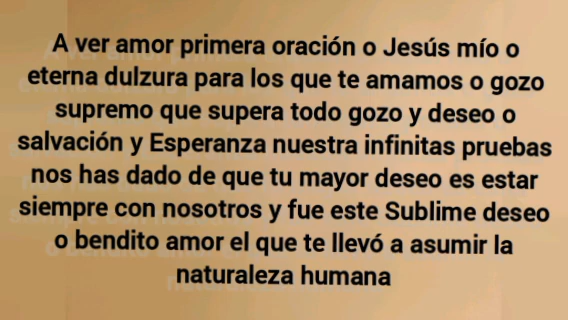 A ver amor primera oración o Jesús mío o
eterna dulzura para los que te amamos o gozo
supremo que supera todo gozo y deseo o
salvación y Esperanza nuestra infinitas pruebas
nos has dado de que tu mayor deseo es estar
siempre con nosotros y fue este Sublime deseo
o bendito amor el que te llevó a asumir la
naturaleza humana